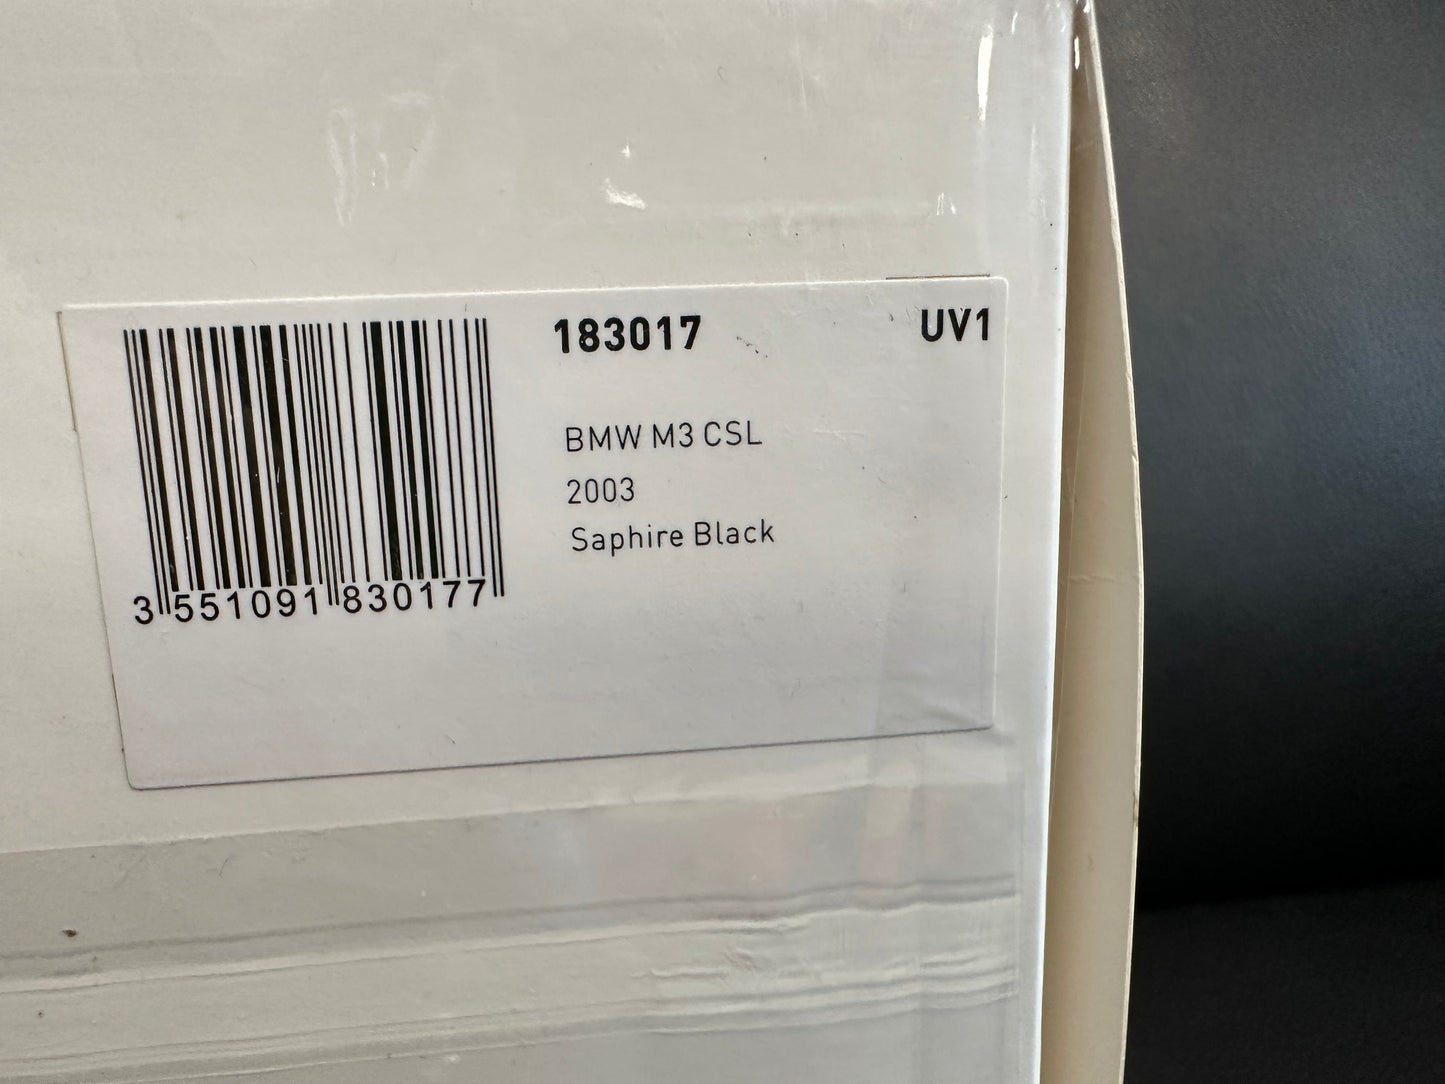 183017 UV1
BMW M3 CSL
2003
Saphire Black
3 551091 830177